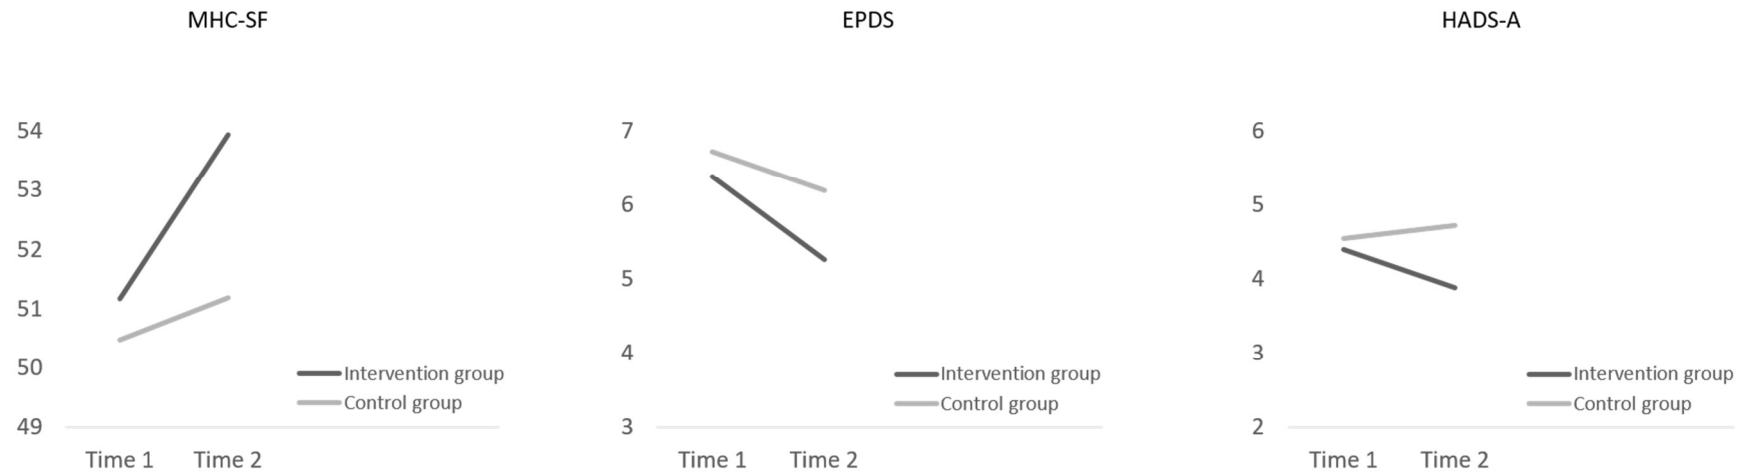 MHC-SF
54
53
52
51
50
49
Time 1 Time 2
Intervention group
Control group
EPDS
7
6
5
4
3
Time 1 Time 2
Intervention group
Control group
HADS-A
6
5
4
3
2
Time 1 Time 2
Intervention group
Control group